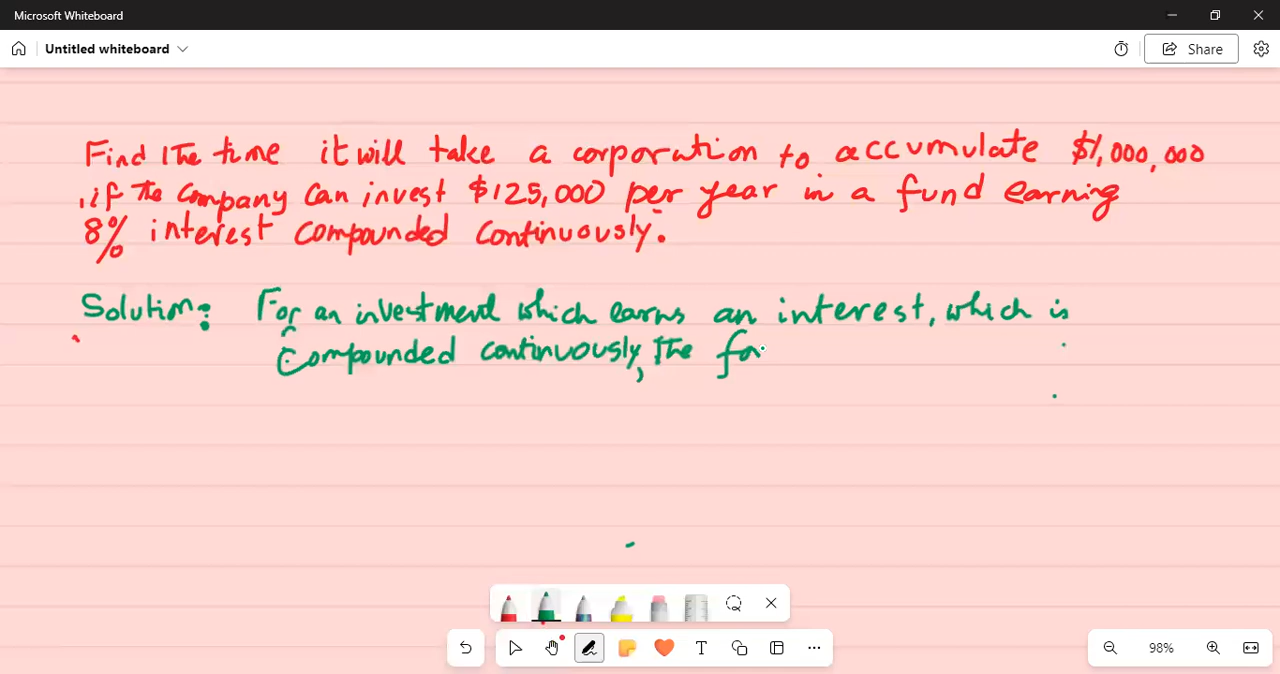 Microsoft Whiteboard
Untitled whiteboard
Share
Find the time it will take a corporation to accumulate $1,000,000
, if the company can invest $125,000 per year in a fund earning
8% interest compounded continuously.
Solution: For an investment which earns an interest, which is
Compounded continuously, the for
98%